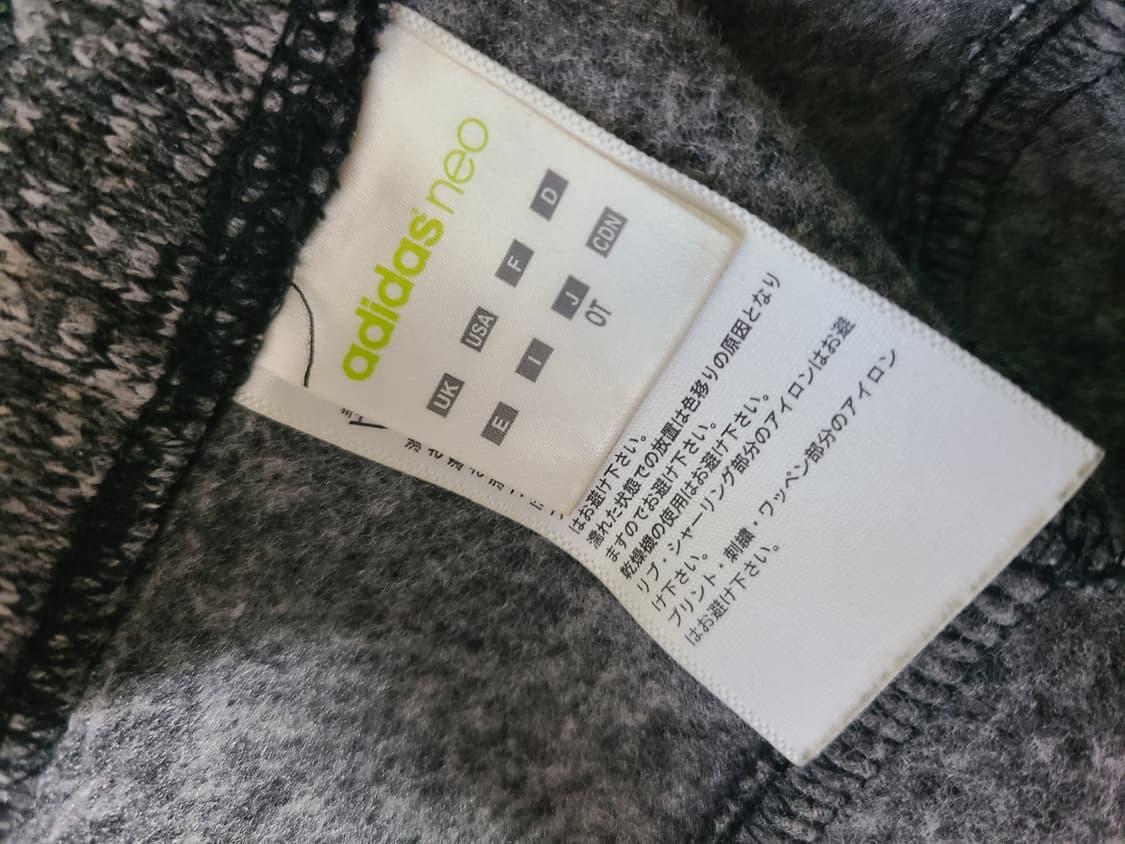 adidas neo
UK USA F D
E I J CDN
OT
はお避け下さい。
濡れた状態での放置は色移りの原因となり
ますのでお避け下さい。
乾燥機の使用はお避け下さい。
リブ・シャーリング部分のアイロンはお避
け下さい。
プリント・刺繍・ワッペン部分のアイロン
はお避け下さい。